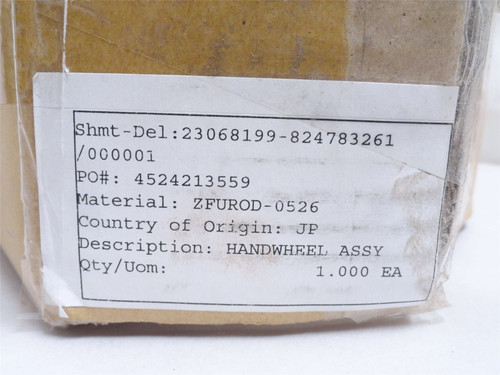 Shmt-Del:23068199-824783261
/000001
PO#: 4524213559
Material: ZFUROD-0526
Country of Origin: JP
Description: HANDWHEEL ASSY
Qty/Uom: 1.000 EA